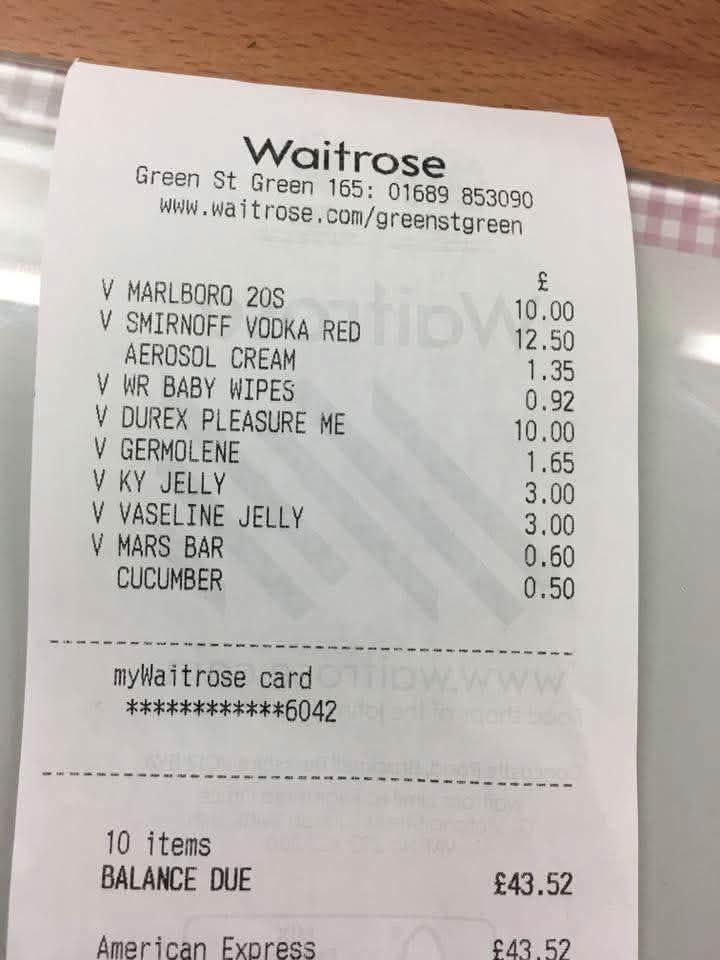 Waitrose
Green St Green 165: 01689 853090
www.waitrose.com/greenstgreen
£
V MARLBORO 20S 10.00
V SMIRNOFF VODKA RED 12.50
AEROSOL CREAM 1.35
V WR BABY WIPES 0.92
V DUREX PLEASURE ME 10.00
V GERMOLENE 1.65
V KY JELLY 3.00
V VASELINE JELLY 3.00
V MARS BAR 0.60
CUCUMBER 0.50
myWaitrose card
************6042
10 items
BALANCE DUE £43.52
American Express £43.52